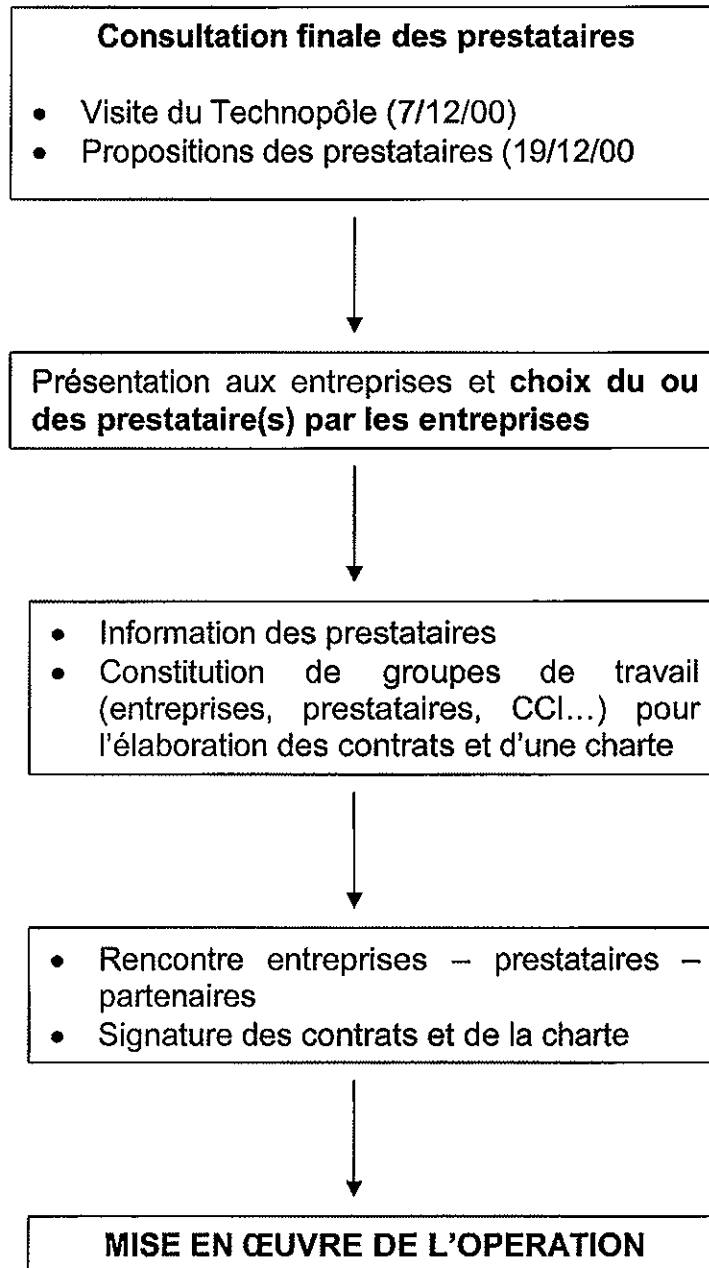 Consultation finale des prestataires
• Visite du Technopôle (7/12/00)
• Propositions des prestataires (19/12/00
Présentation aux entreprises et choix du ou
des prestataire(s) par les entreprises
• Information des prestataires
• Constitution de groupes de travail
(entreprises, prestataires, CCI...) pour
l'élaboration des contrats et d'une charte
• Rencontre entreprises – prestataires –
partenaires
• Signature des contrats et de la charte
MISE EN ŒUVRE DE L'OPERATION